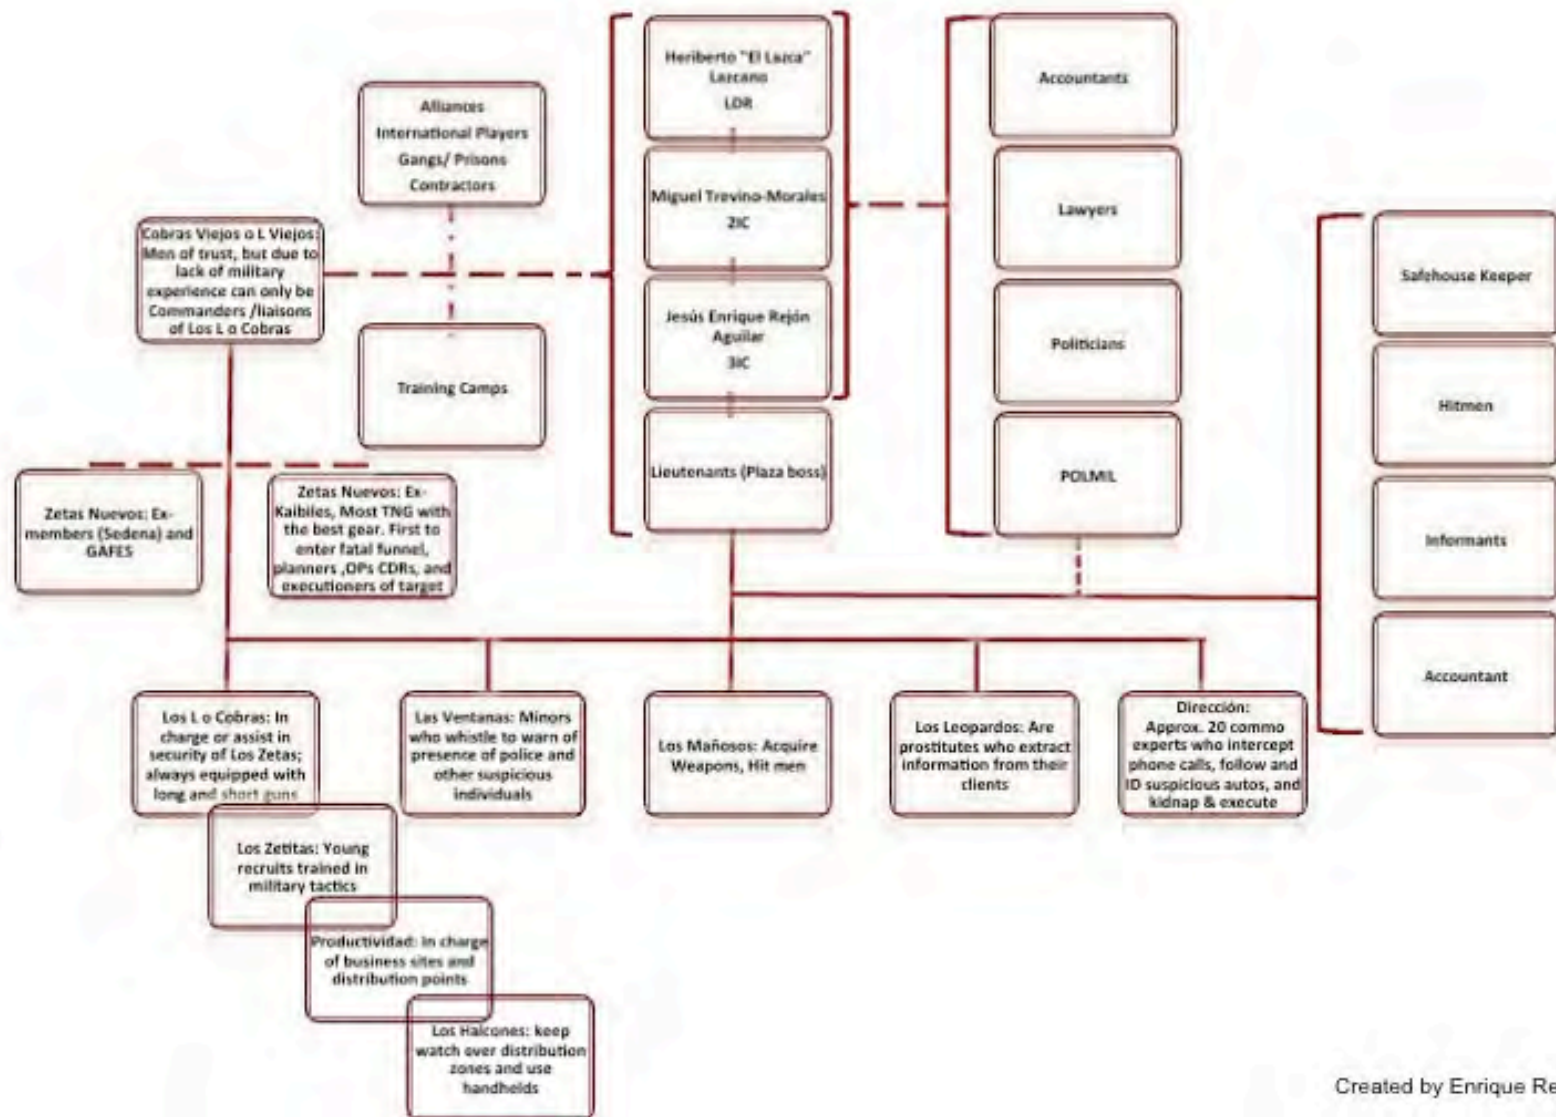 Heriberto "El Lazca"
Lazcano
LDR
Miguel Trevino-Morales
2IC
Jesús Enrique Rejón
Aguilar
3IC
Lieutenants (Plaza boss)
Accountants
Lawyers
Politicians
POLMIL
Safehouse Keeper
Hitmen
Informants
Accountant
Alliances
International Players
Gangs/ Prisons
Contractors
Training Camps
Cobras Viejos o L Viejos:
Men of trust, but due to
lack of military
experience can only be
Commanders /liaisons
of Los L o Cobras
Zetas Nuevos: Ex-
members (Sedena) and
GAFES
Zetas Nuevos: Ex-
Kaibiles, Most TNG with
the best gear. First to
enter fatal funnel,
planners ,OPs CDRs, and
executioners of target
Los L o Cobras: In
charge or assist in
security of Los Zetas;
always equipped with
long and short guns
Las Ventanas: Minors
who whistle to warn of
presence of police and
other suspicious
individuals
Los Mañosos: Acquire
Weapons, Hit men
Los Leopardos: Are
prostitutes who extract
information from their
clients
Dirección:
Approx. 20 commo
experts who intercept
phone calls, follow and
ID suspicious autos, and
kidnap & execute
Los Zetitas: Young
recruits trained in
military tactics
Productividad: In charge
of business sites and
distribution points
Los Halcones: keep
watch over distribution
zones and use
handhelds
Created by Enrique Re